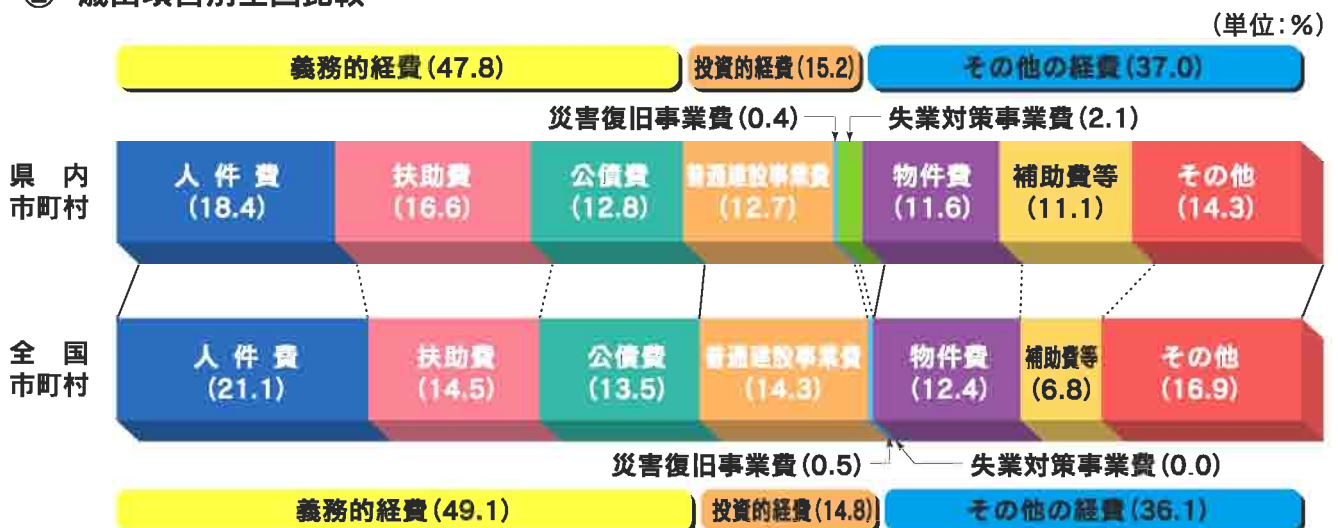 (単位:%)
義務的経費(47.8) 投資的経費(15.2) その他の経費(37.0)
災害復旧事業費(0.4) 失業対策事業費(2.1)
県内
市町村
人件費
(18.4)
扶助費
(16.6)
公債費
(12.8)
普通建設事業費
(12.7)
物件費
(11.6)
補助費等
(11.1)
その他
(14.3)
全国
市町村
人件費
(21.1)
扶助費
(14.5)
公債費
(13.5)
普通建設事業費
(14.3)
物件費
(12.4)
補助費等
(6.8)
その他
(16.9)
災害復旧事業費(0.5) 失業対策事業費(0.0)
義務的経費(49.1) 投資的経費(14.8) その他の経費(36.1)